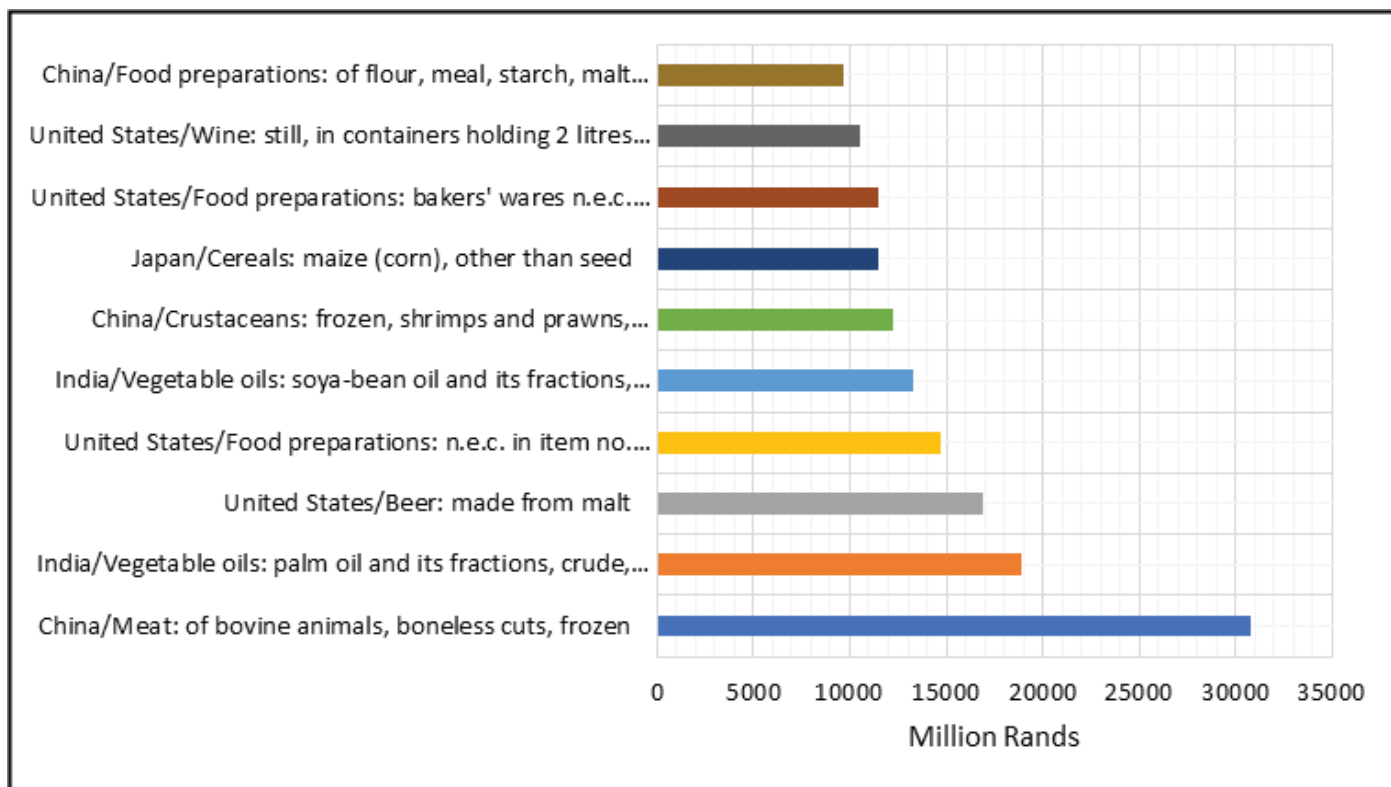 China/Food preparations: of flour, meal, starch, malt...
United States/Wine: still, in containers holding 2 litres...
United States/Food preparations: bakers' wares n.e.c....
Japan/Cereals: maize (corn), other than seed
China/Crustaceans: frozen, shrimps and prawns,...
India/Vegetable oils: soya-bean oil and its fractions,...
United States/Food preparations: n.e.c. in item no....
United States/Beer: made from malt
India/Vegetable oils: palm oil and its fractions, crude,...
China/Meat: of bovine animals, boneless cuts, frozen
0 5000 10000 15000 20000 25000 30000 35000
Million Rands